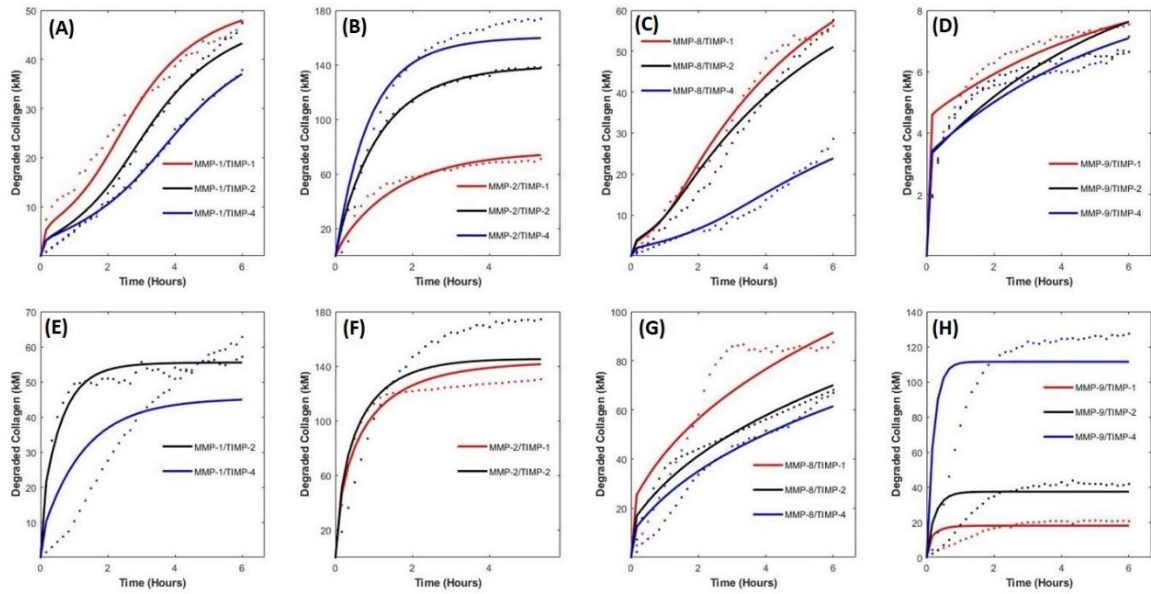 (A)
Degraded Collagen (kM)
50
40
30
20
10
0
0 2 4 6
Time (Hours)
MMP-1/TIMP-1
MMP-1/TIMP-2
MMP-1/TIMP-4
(B)
Degraded Collagen (kM)
180
140
100
60
20
0 2 4
Time (Hours)
MMP-2/TIMP-1
MMP-2/TIMP-2
MMP-2/TIMP-4
(C)
Degraded Collagen (kM)
60
50
40
30
20
10
0
0 2 4 6
Time (Hours)
MMP-8/TIMP-1
MMP-8/TIMP-2
MMP-8/TIMP-4
(D)
Degraded Collagen (kM)
8
6
4
2
0 2 4 6
Time (Hours)
MMP-9/TIMP-1
MMP-9/TIMP-2
MMP-9/TIMP-4
(E)
Degraded Collagen (kM)
70
60
50
40
30
20
10
0 2 4 6
Time (Hours)
MMP-1/TIMP-2
MMP-1/TIMP-4
(F)
Degraded Collagen (kM)
180
140
100
60
20
0 2 4
Time (Hours)
MMP-2/TIMP-1
MMP-2/TIMP-2
(G)
Degraded Collagen (kM)
100
80
60
40
20
0 2 4 6
Time (Hours)
MMP-8/TIMP-1
MMP-8/TIMP-2
MMP-8/TIMP-4
(H)
Degraded Collagen (kM)
140
120
100
80
60
40
20
0
0 2 4 6
Time (Hours)
MMP-9/TIMP-1
MMP-9/TIMP-2
MMP-9/TIMP-4